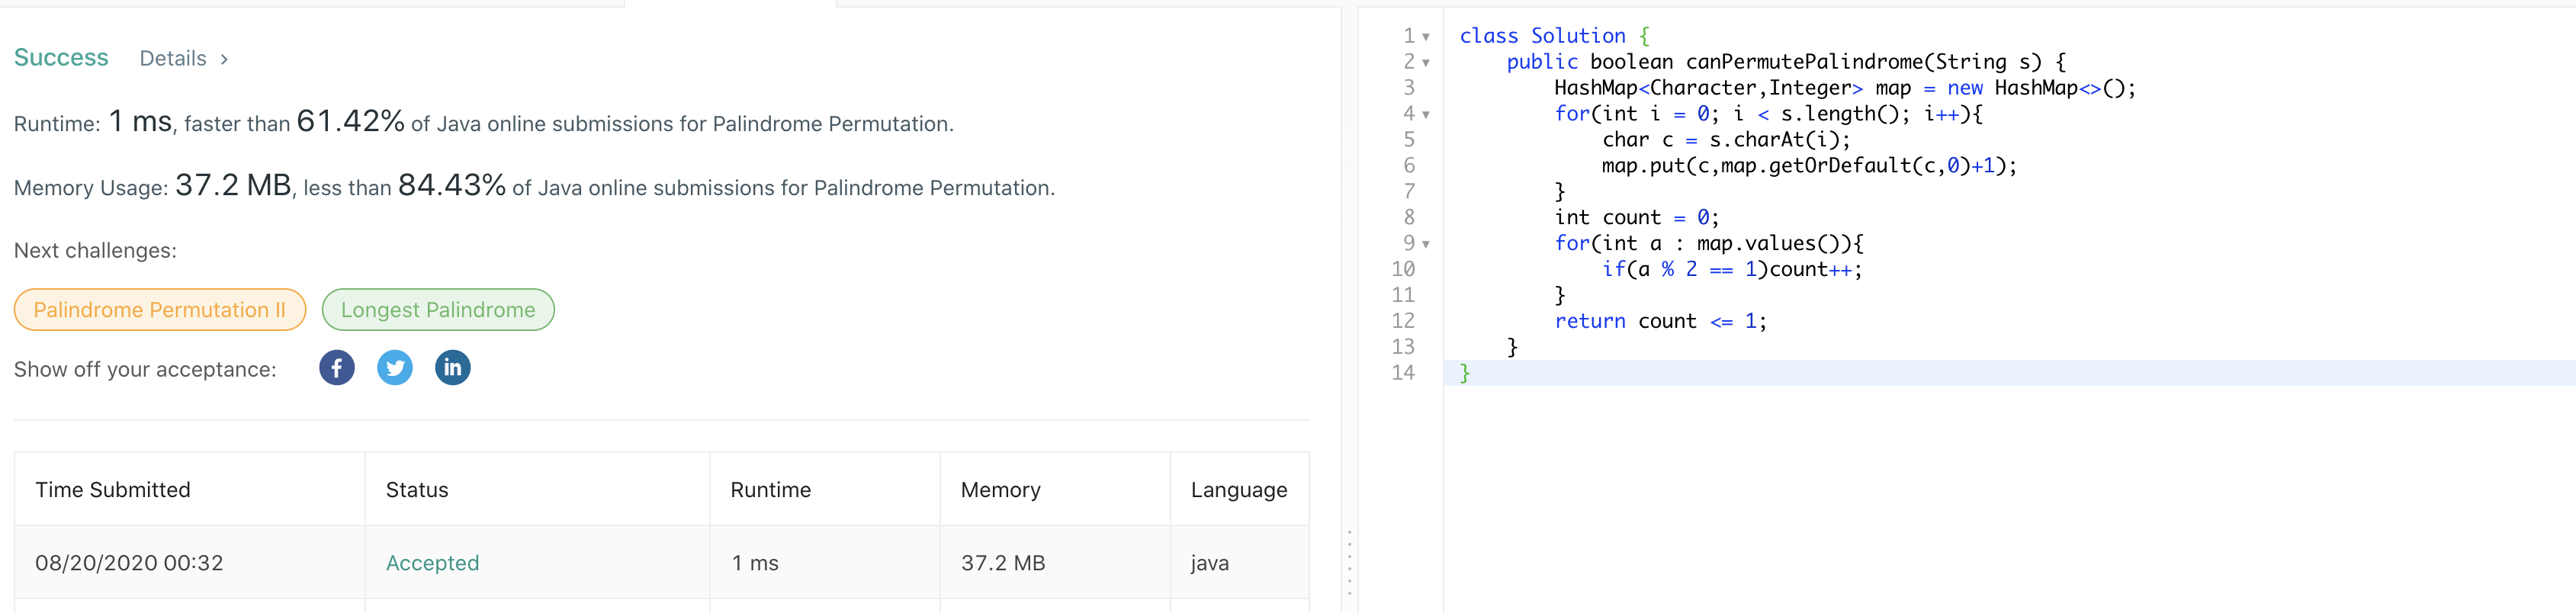 Success Details >
Runtime: 1 ms, faster than 61.42% of Java online submissions for Palindrome Permutation.
Memory Usage: 37.2 MB, less than 84.43% of Java online submissions for Palindrome Permutation.
Next challenges:
Palindrome Permutation II Longest Palindrome
Show off your acceptance: f in
Time Submitted Status Runtime Memory Language
08/20/2020 00:32 Accepted 1 ms 37.2 MB java
1 class Solution {
2     public boolean canPermutePalindrome(String s) {
3         HashMap<Character,Integer> map = new HashMap<>();
4         for(int i = 0; i < s.length(); i++){
5             char c = s.charAt(i);
6             map.put(c,map.getOrDefault(c,0)+1);
7         }
8         int count = 0;
9         for(int a : map.values()){
10             if(a % 2 == 1)count++;
11         }
12         return count <= 1;
13     }
14 }